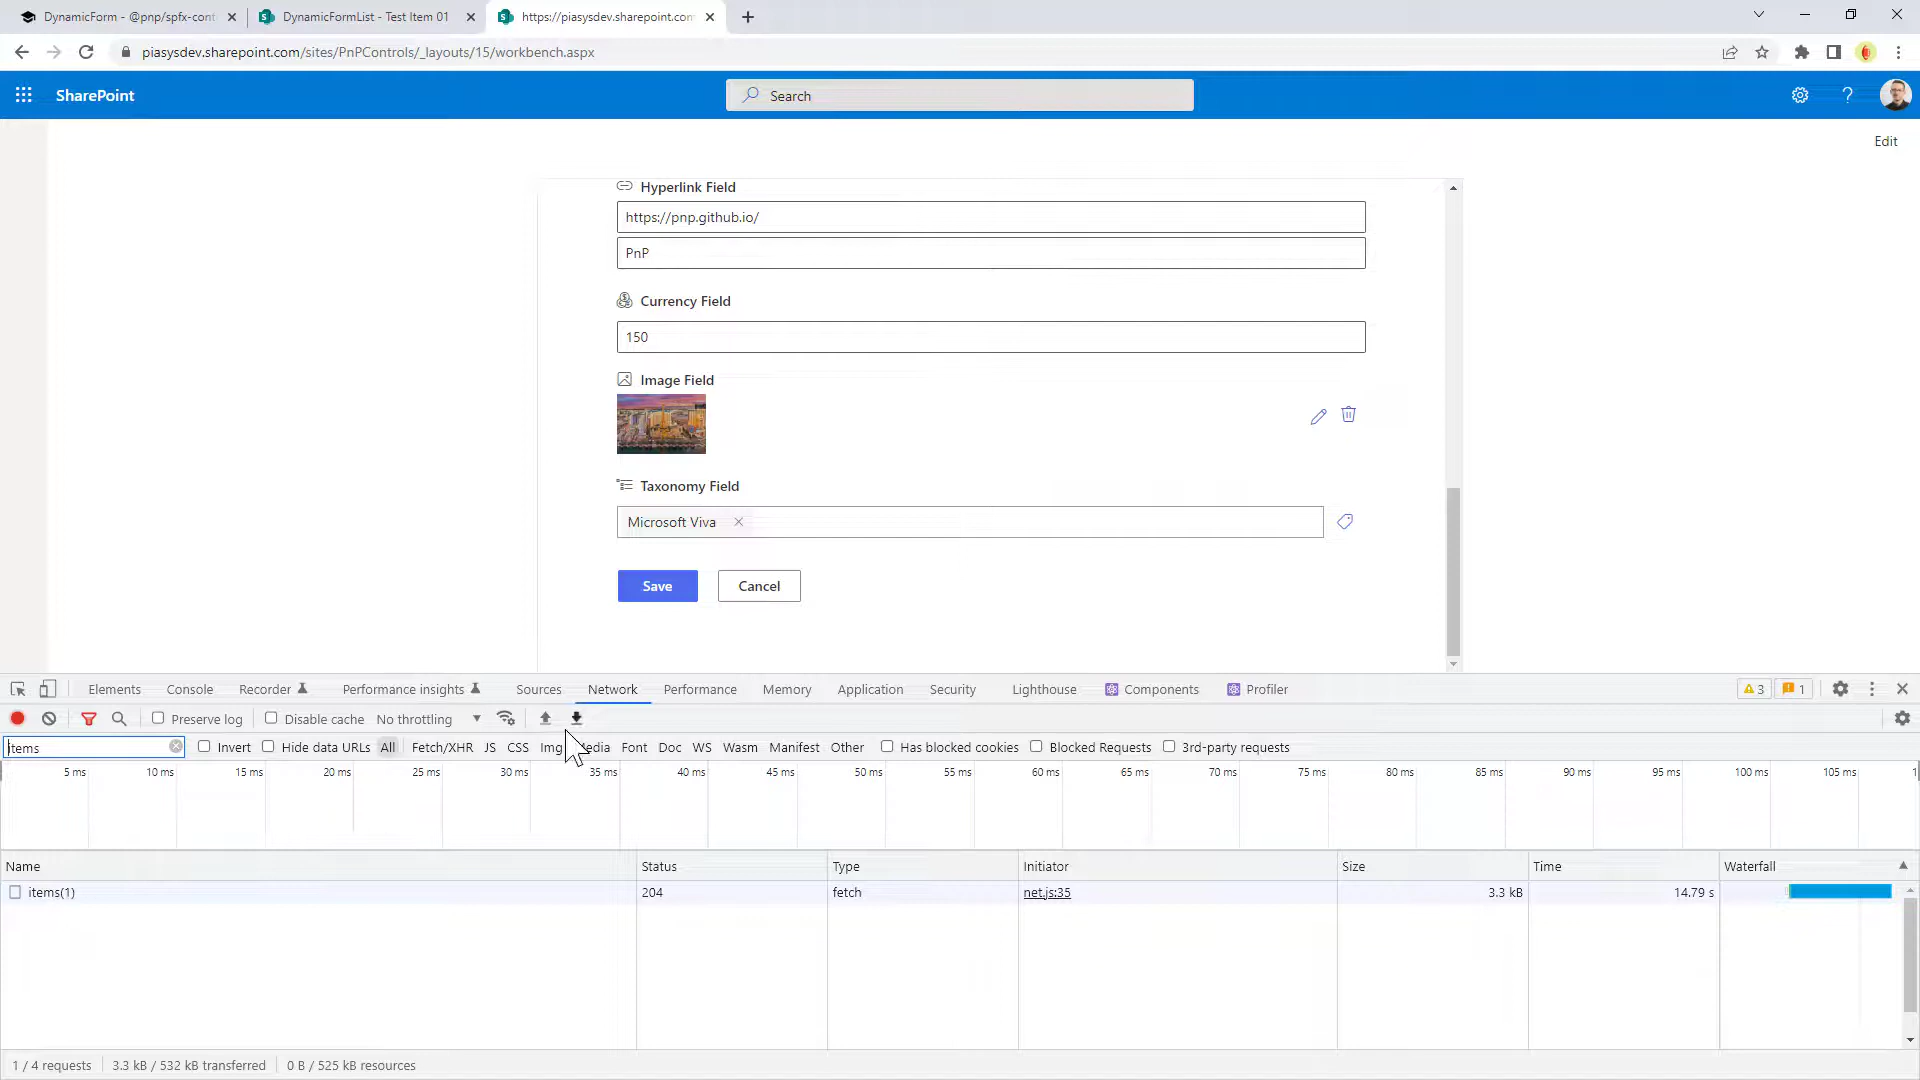 DynamicForm - @pnp/spfx-cont
DynamicFormList - Test Item 01
https://piasysdev.sharepoint.com
piasysdev.sharepoint.com/sites/PnPControls/_layouts/15/workbench.aspx
SharePoint
Search
Edit
Hyperlink Field
https://pnp.github.io/
PnP
Currency Field
150
Image Field
Taxonomy Field
Microsoft Viva
Save Cancel
Elements Console Recorder Performance insights Sources Network Performance Memory Application Security Lighthouse Components Profiler 3 1
Preserve log Disable cache No throttling
items Invert Hide data URLs All Fetch/XHR JS CSS Img Media Font Doc WS Wasm Manifest Other Has blocked cookies Blocked Requests 3rd-party requests
5 ms 10 ms 15 ms 20 ms 25 ms 30 ms 35 ms 40 ms 45 ms 50 ms 55 ms 60 ms 65 ms 70 ms 75 ms 80 ms 85 ms 90 ms 95 ms 100 ms 105 ms 1
Name Status Type Initiator Size Time Waterfall
items(1) 204 fetch net.js:35 3.3 kB 14.79 s
1 / 4 requests 3.3 kB / 532 kB transferred 0 B / 525 kB resources